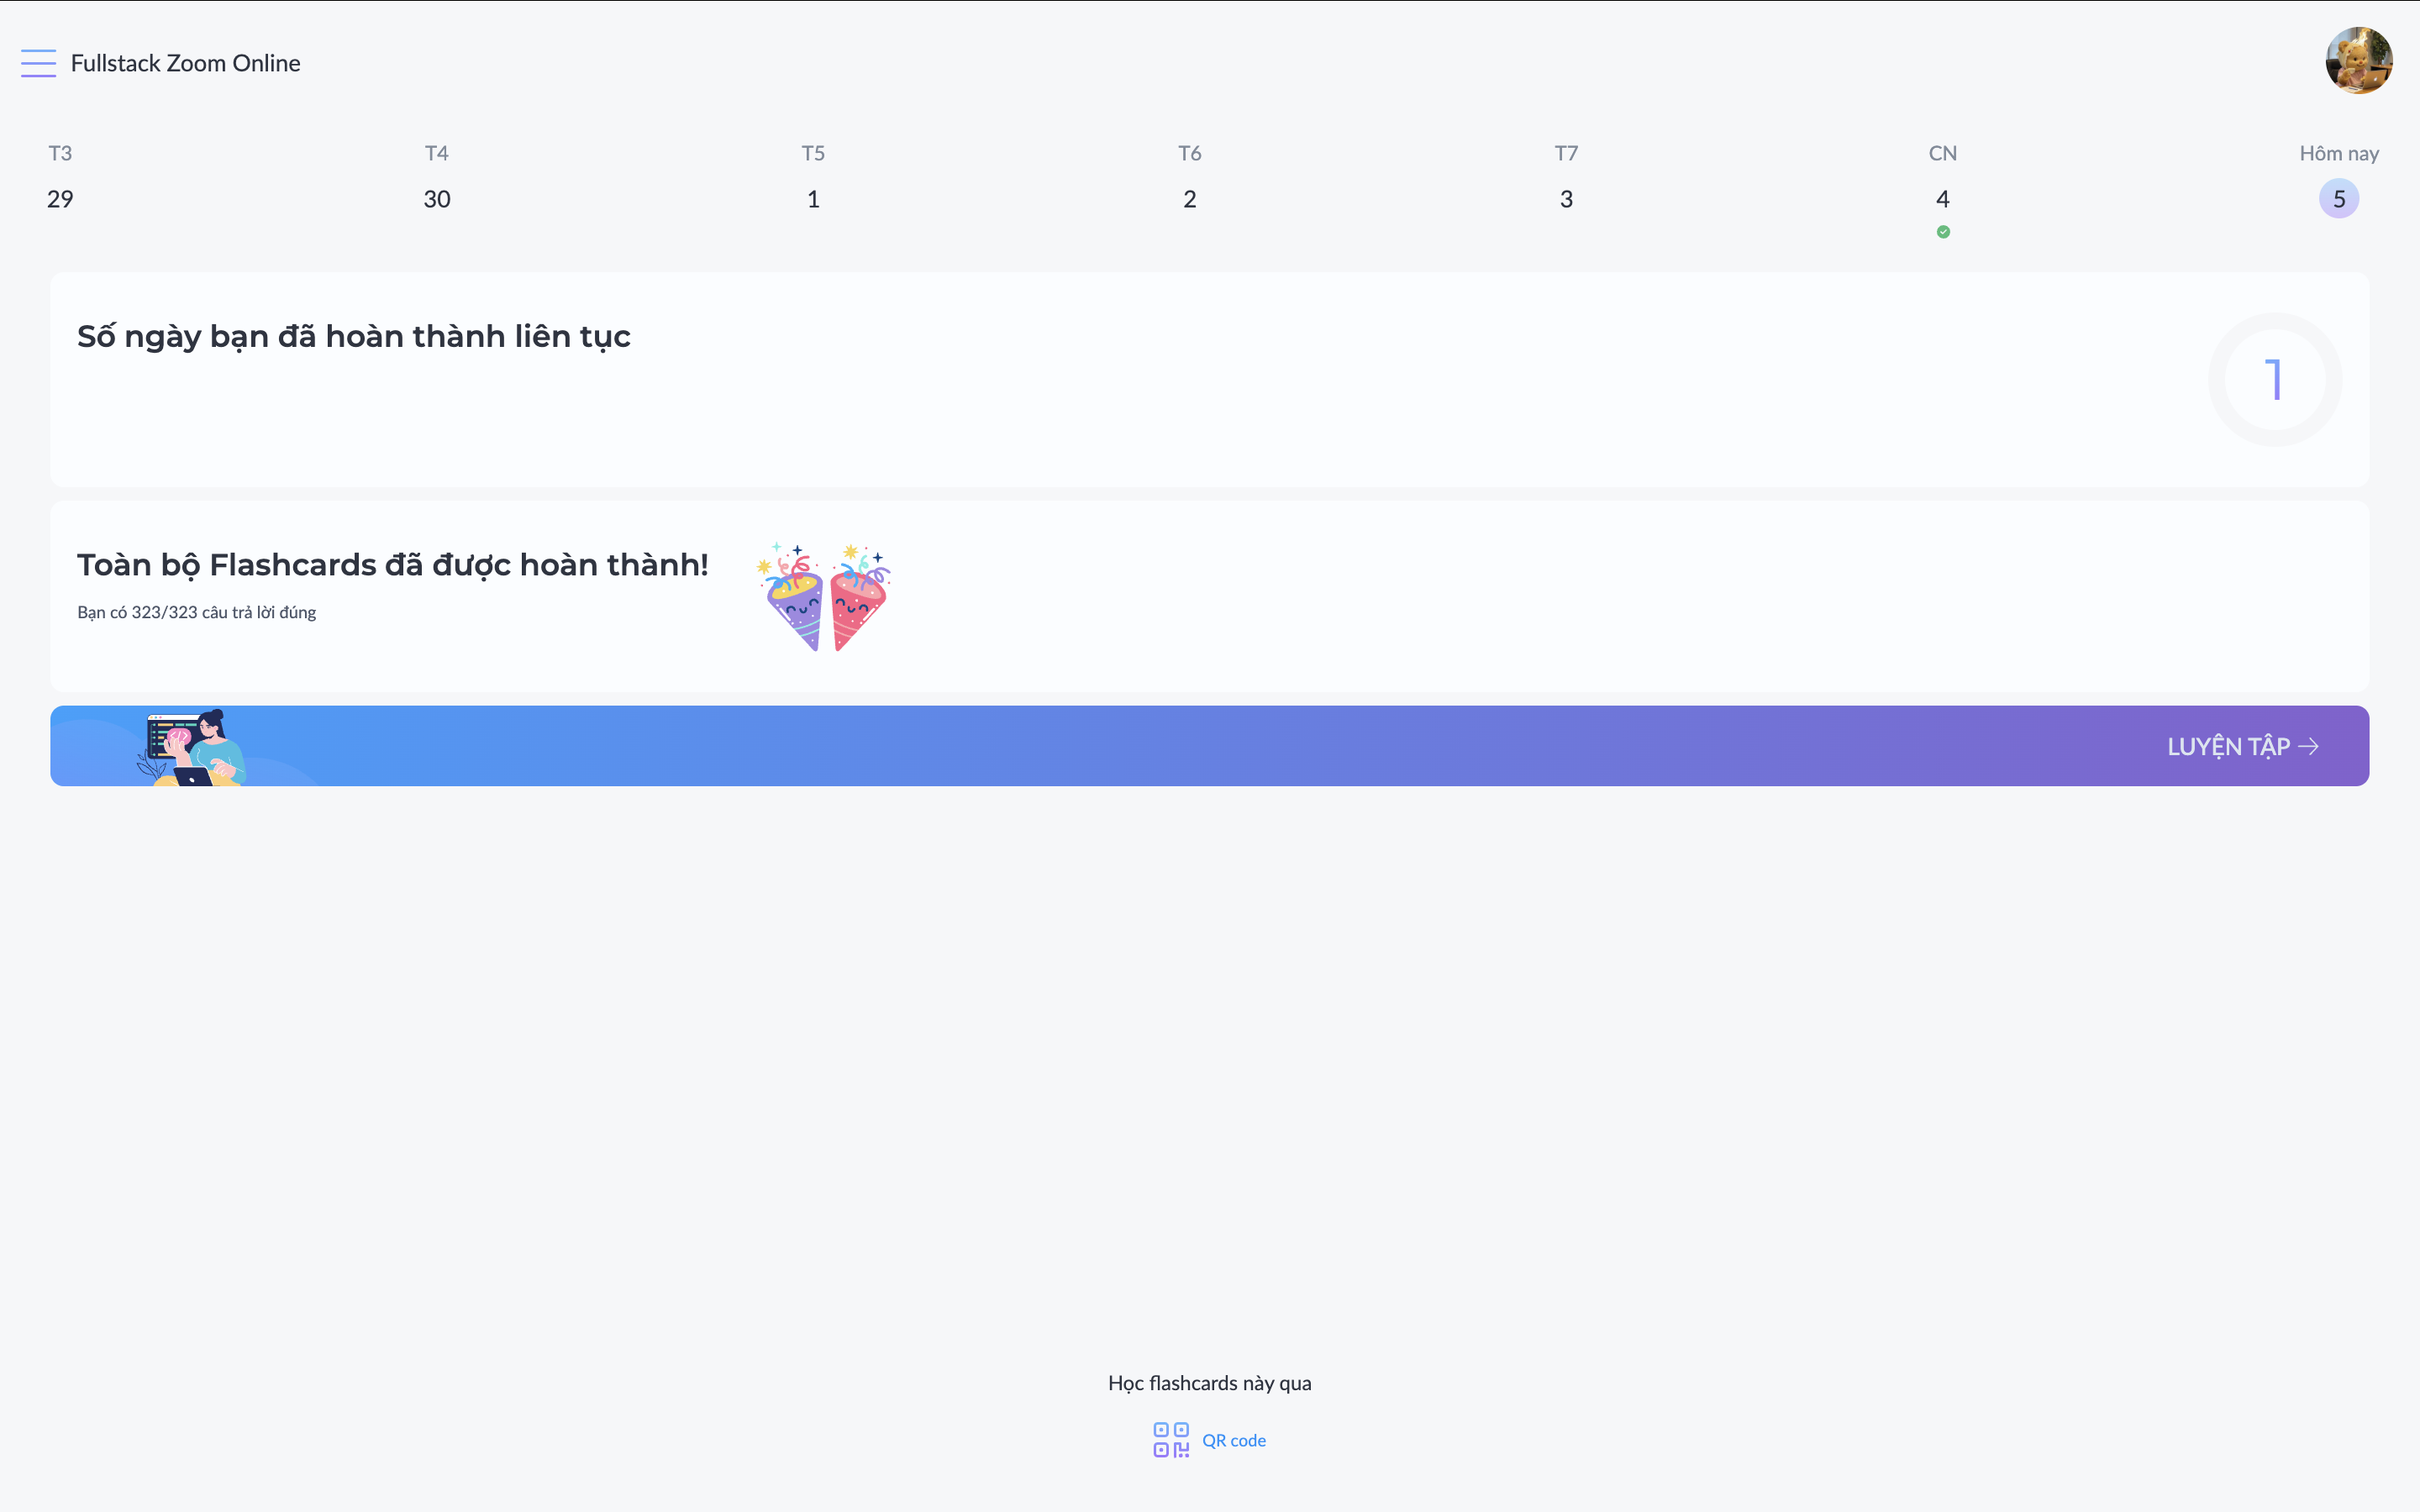 Fullstack Zoom Online
T3 T4 T5 T6 T7 CN Hôm nay
29 30 1 2 3 4 5
Số ngày bạn đã hoàn thành liên tục
1
Toàn bộ Flashcards đã được hoàn thành!
Bạn có 323/323 câu trả lời đúng
LUYỆN TẬP
Học flashcards này qua
QR code